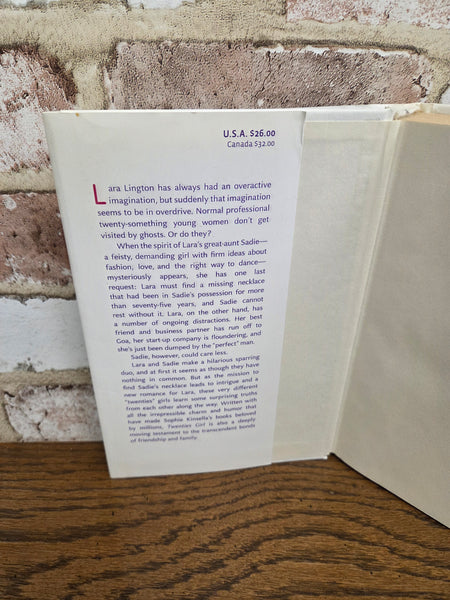 U.S.A. $26.00
Canada $32.00
Lara Lington has always had an overactive
imagination, but suddenly that imagination
seems to be in overdrive. Normal professional
twenty-something young women don't get
visited by ghosts. Or do they?
When the spirit of Lara's great-aunt Sadie—
a feisty, demanding girl with firm ideas about
fashion, love, and the right way to dance—
mysteriously appears, she has one last
request: Lara must find a missing necklace
that had been in Sadie's possession for more
than seventy-five years, and Sadie cannot
rest without it. Lara, on the other hand, has
a number of ongoing distractions. Her best
friend and business partner has run off to
Goa, her start-up company is floundering, and
she's just been dumped by the "perfect" man.
Sadie, however, could care less.
Lara and Sadie make a hilarious sparring
duo, and at first it seems as though they have
nothing in common. But as the mission to
find Sadie's necklace leads to intrigue and a
new romance for Lara, these very different
"twenties" girls learn some surprising truths
from each other along the way. Written with
all the irrepressible charm and humor that
have made Sophie Kinsella's books beloved
by millions, Twenties Girl is also a deeply
moving testament to the transcendent bonds
of friendship and family.